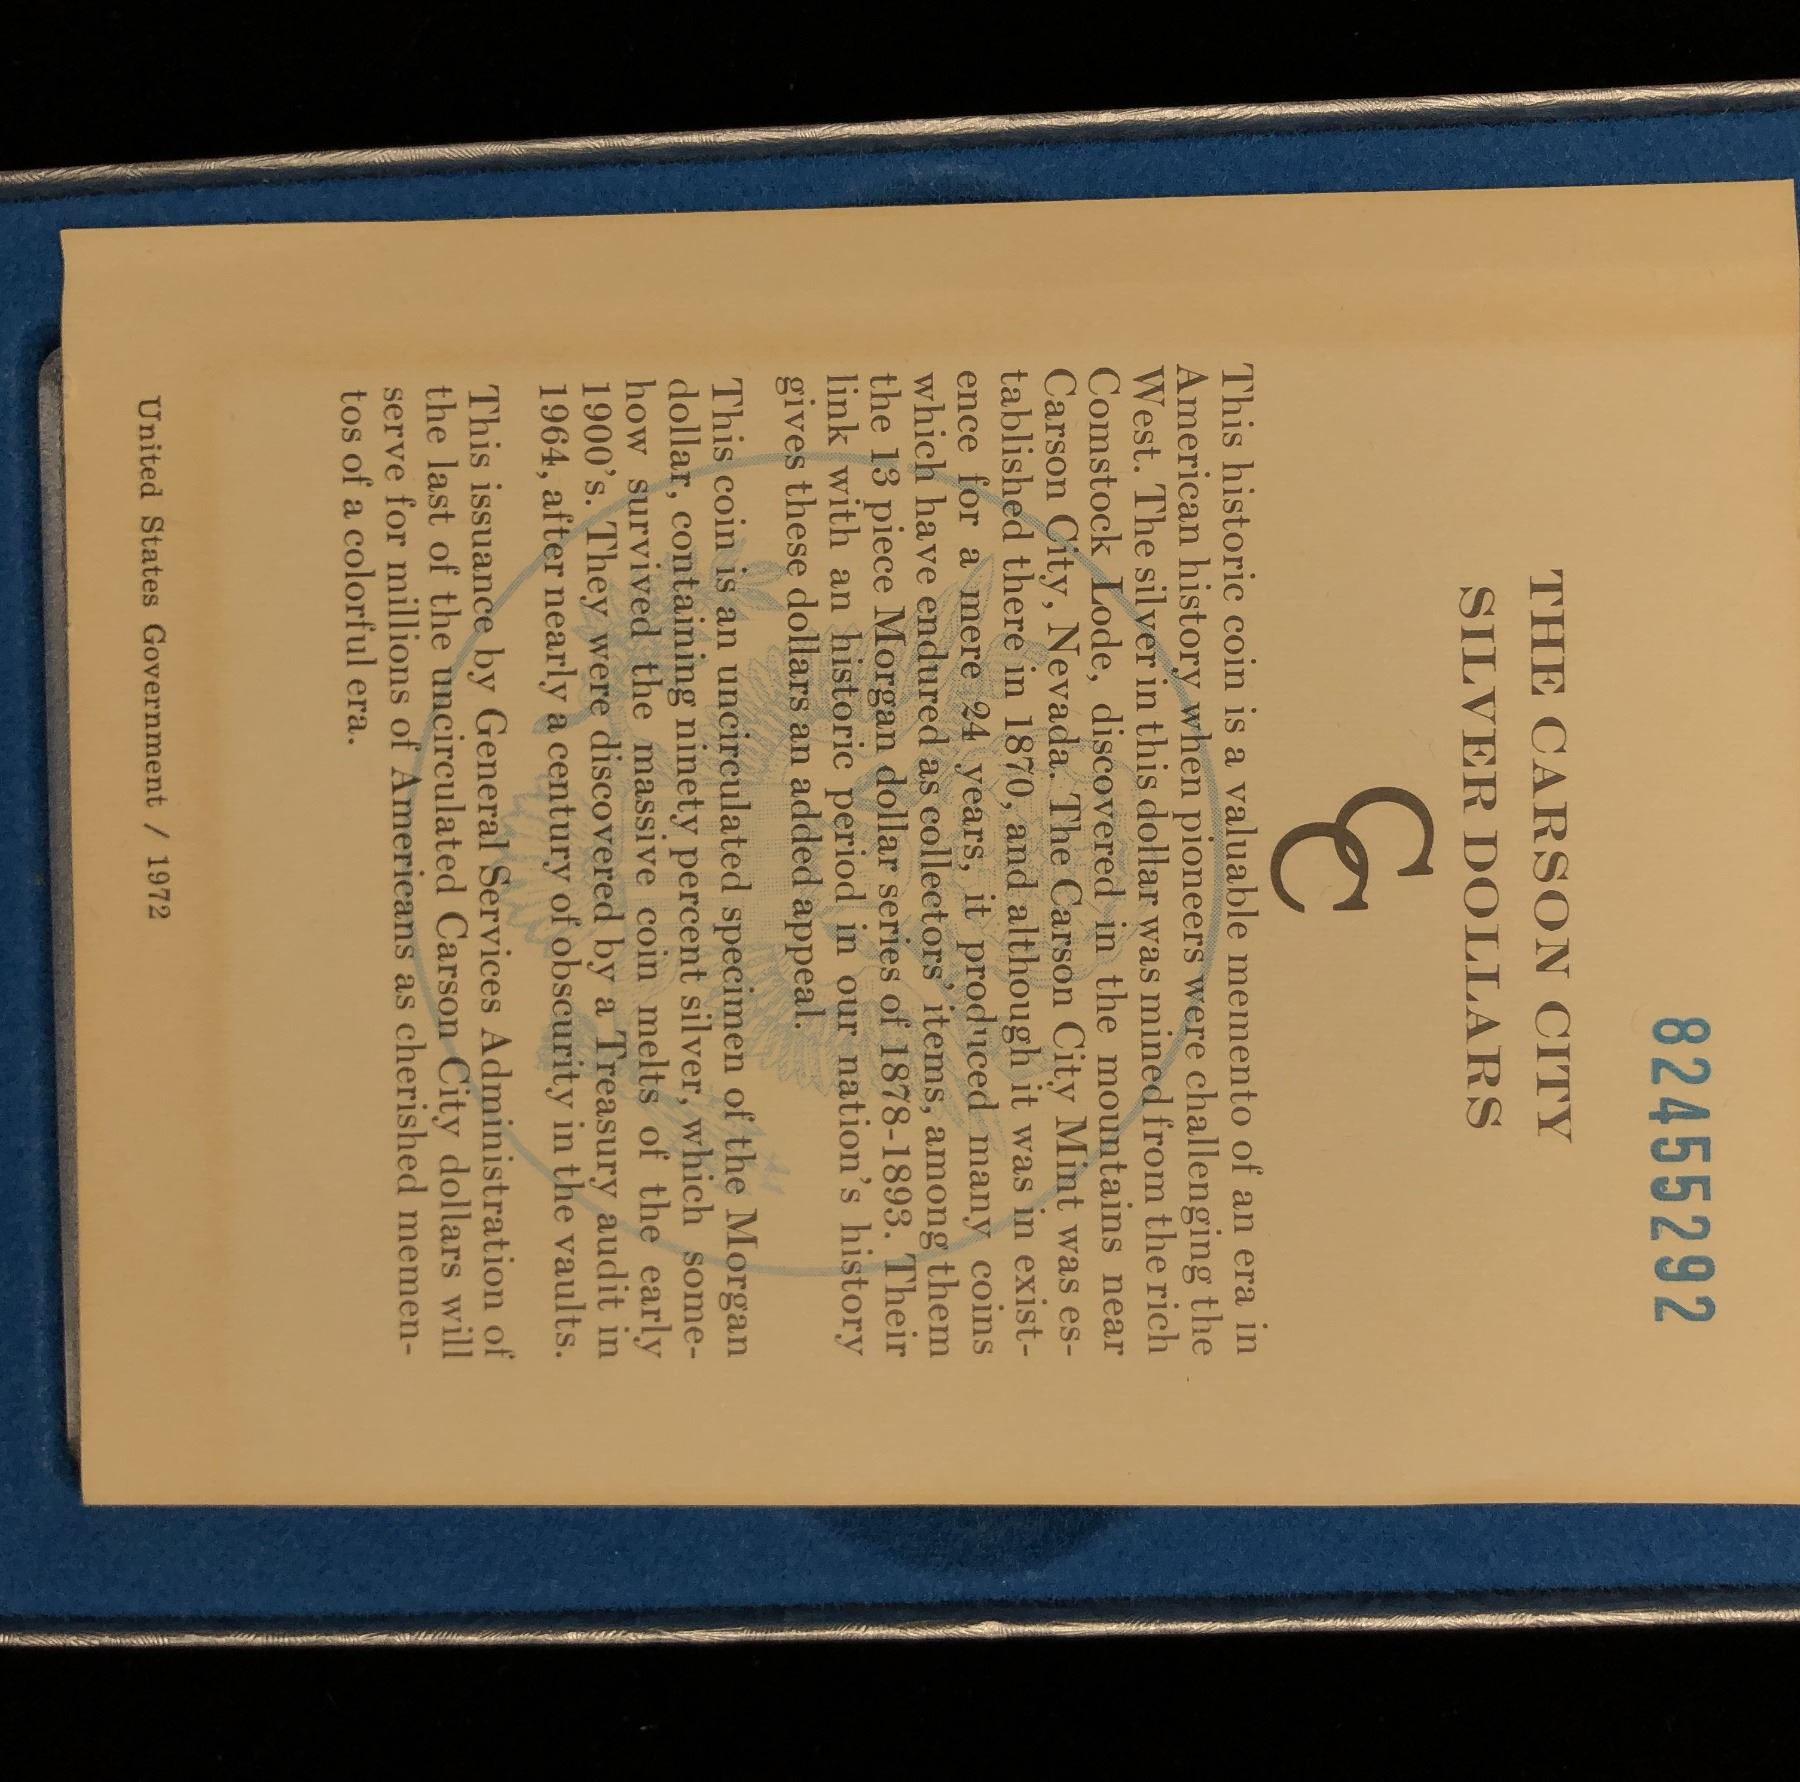 82455292
THE CARSON CITY
SILVER DOLLARS
CC
This historic coin is a valuable memento of an era in
American history when pioneers were challenging the
West. The silver in this dollar was mined from the rich
Comstock Lode, discovered in the mountains near
Carson City, Nevada. The Carson City Mint was es-
tablished there in 1870, and although it was in exist-
ence for a mere 24 years, it produced many coins
which have endured as collectors' items, among them
the 13 piece Morgan dollar series of 1878-1893. Their
link with an historic period in our nation's history
gives these dollars an added appeal.
This coin is an uncirculated specimen of the Morgan
dollar, containing ninety percent silver, which some-
how survived the massive coin melts of the early
1900's. They were discovered by a Treasury audit in
1964, after nearly a century of obscurity in the vaults.
This issuance by General Services Administration of
the last of the uncirculated Carson City dollars will
serve for millions of Americans as cherished memen-
tos of a colorful era.
United States Government / 1972